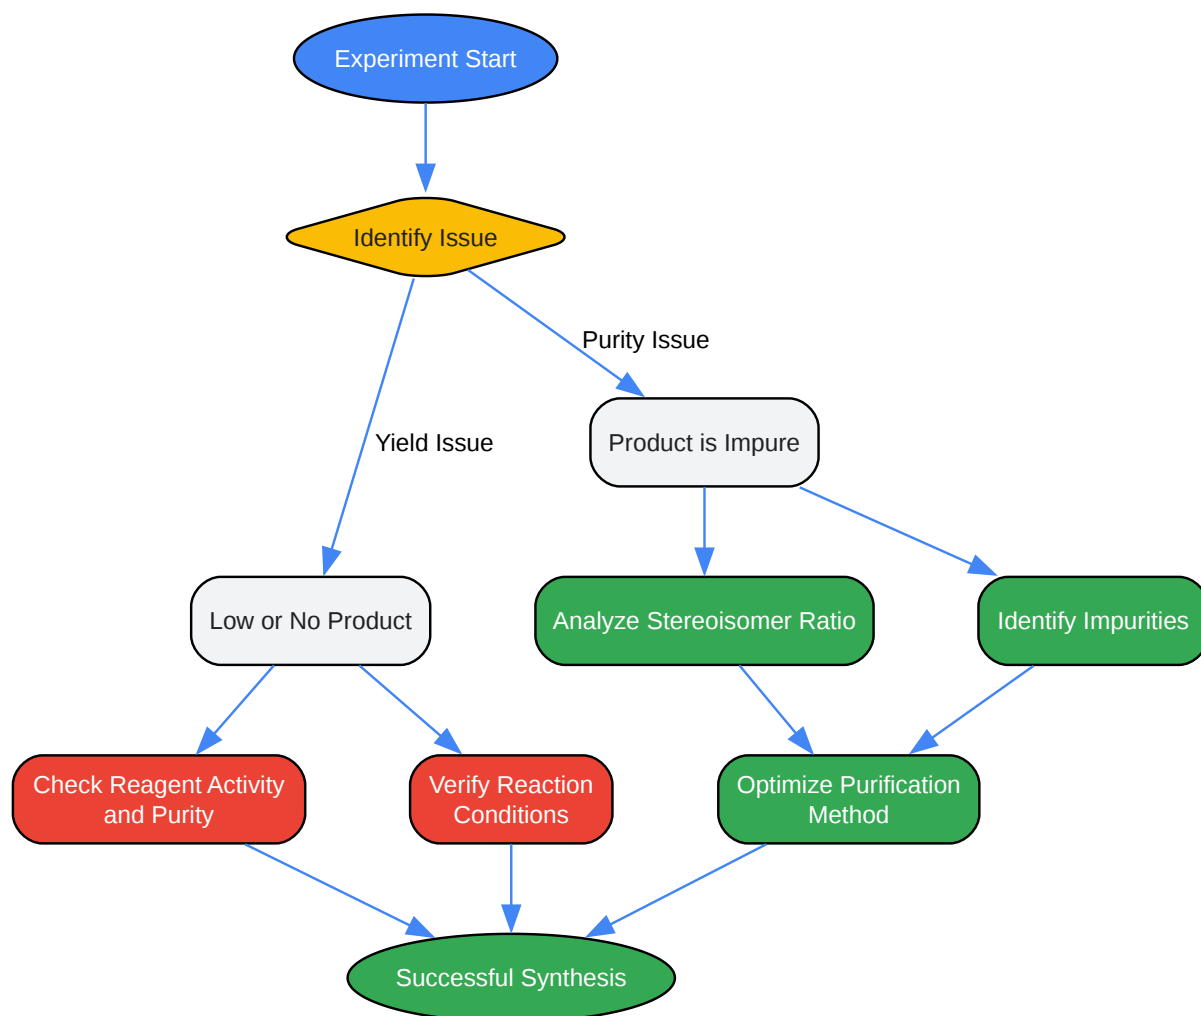 Experiment Start
Identify Issue
Purity Issue
Yield Issue
Product is Impure
Low or No Product
Analyze Stereoisomer Ratio
Identify Impurities
Check Reagent Activity
and Purity
Verify Reaction
Conditions
Optimize Purification
Method
Successful Synthesis